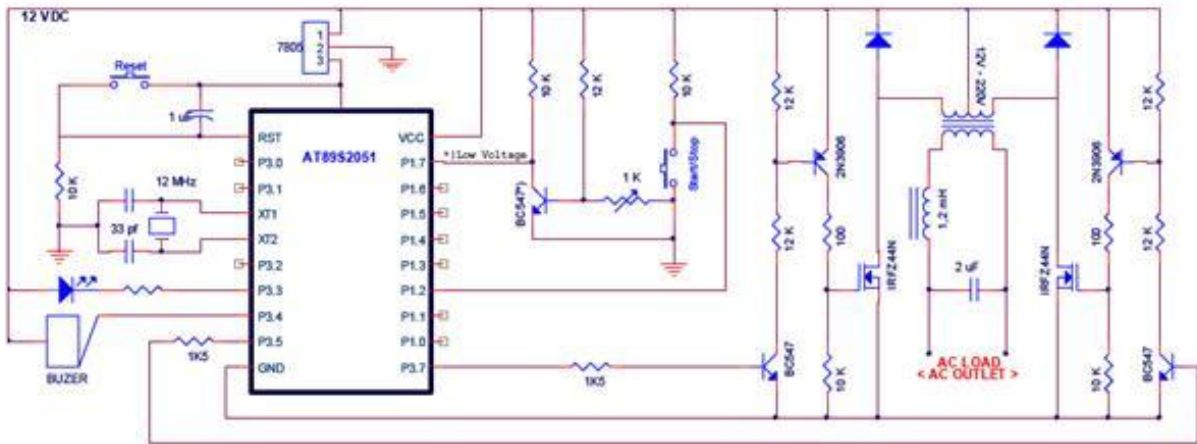 12 VDC
7805
1
2
3
Reset
1 uF
10 K
12 MHz
33 pf
AT89S2051
RST
P3.0
P3.1
XT1
XT2
P3.2
P3.3
P3.4
P3.5
GND
VCC
P1.7
P1.6
P1.5
P1.4
P1.3
P1.2
P1.1
P1.0
P3.7
BUZER
1K5
1K5
*)Low Voltage
10 K
12 K
10 K
BC547*)
1 K
Start/Stop
12 K
2N3906
12 K
100
IRFZ44N
BC547
10 K
12V - 220V
1,2 mH
AC LOAD
< AC OUTLET >
12 K
2N3906
100
12 K
IRFZ44N
10 K
BC547